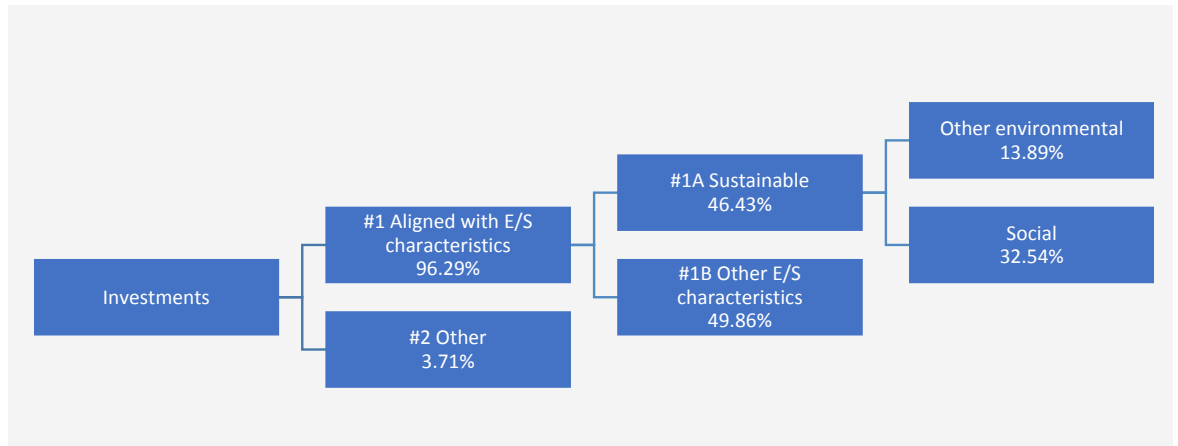 Investments
#1 Aligned with E/S
characteristics
96.29%
#2 Other
3.71%
#1A Sustainable
46.43%
#1B Other E/S
characteristics
49.86%
Other environmental
13.89%
Social
32.54%